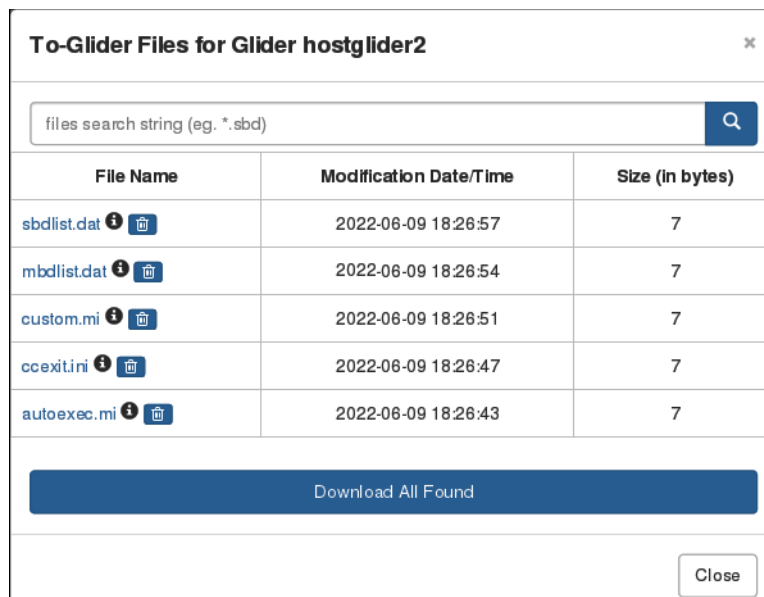 To-Glider Files for Glider hostglider2 ×
files search string (eg. *.sbd)
File Name Modification Date/Time Size (in bytes)
sbdlist.dat 2022-06-09 18:26:57 7
mbdlist.dat 2022-06-09 18:26:54 7
custom.mi 2022-06-09 18:26:51 7
ccexit.ini 2022-06-09 18:26:47 7
autoexec.mi 2022-06-09 18:26:43 7
Download All Found
Close